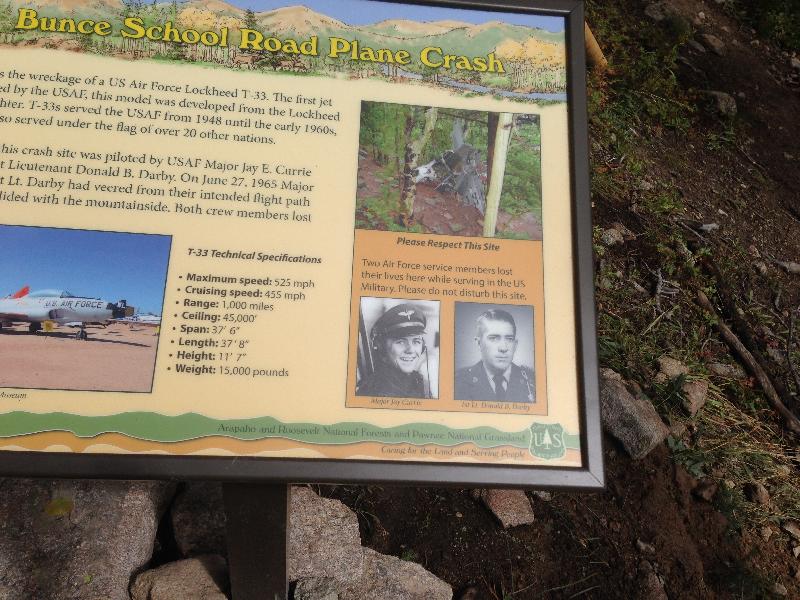 Bunce School Road Plane Crash
s the wreckage of a US Air Force Lockheed T-33. The first jet
ed by the USAF, this model was developed from the Lockheed
hter. T-33s served the USAF from 1948 until the early 1960s,
so served under the flag of over 20 other nations.
his crash site was piloted by USAF Major Jay E. Currie
t Lieutenant Donald B. Darby. On June 27, 1965 Major
t Lt. Darby had veered from their intended flight path
lided with the mountainside. Both crew members lost
U.S. AIR FORCE
Museum
T-33 Technical Specifications
• Maximum speed: 525 mph
• Cruising speed: 455 mph
• Range: 1,000 miles
• Ceiling: 45,000'
• Span: 37' 6"
• Length: 37' 8"
• Height: 11' 7"
• Weight: 15,000 pounds
Please Respect This Site
Two Air Force service members lost
their lives here while serving in the US
Military. Please do not disturb this site.
Major Jay Currie
1st Lt. Donald B. Darby
Arapaho and Roosevelt National Forests and Pawnee National Grassland
Caring for the Land and Serving People
UAS